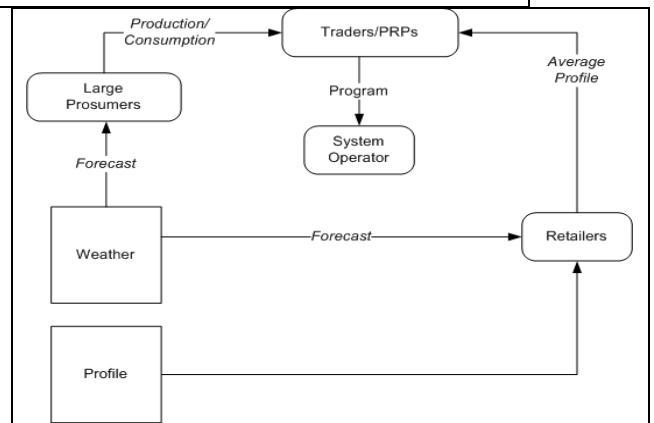 Production/
Consumption
Traders/PRPs
Average
Profile
Large
Prosumers
Program
System
Operator
Forecast
Weather
Forecast
Retailers
Profile